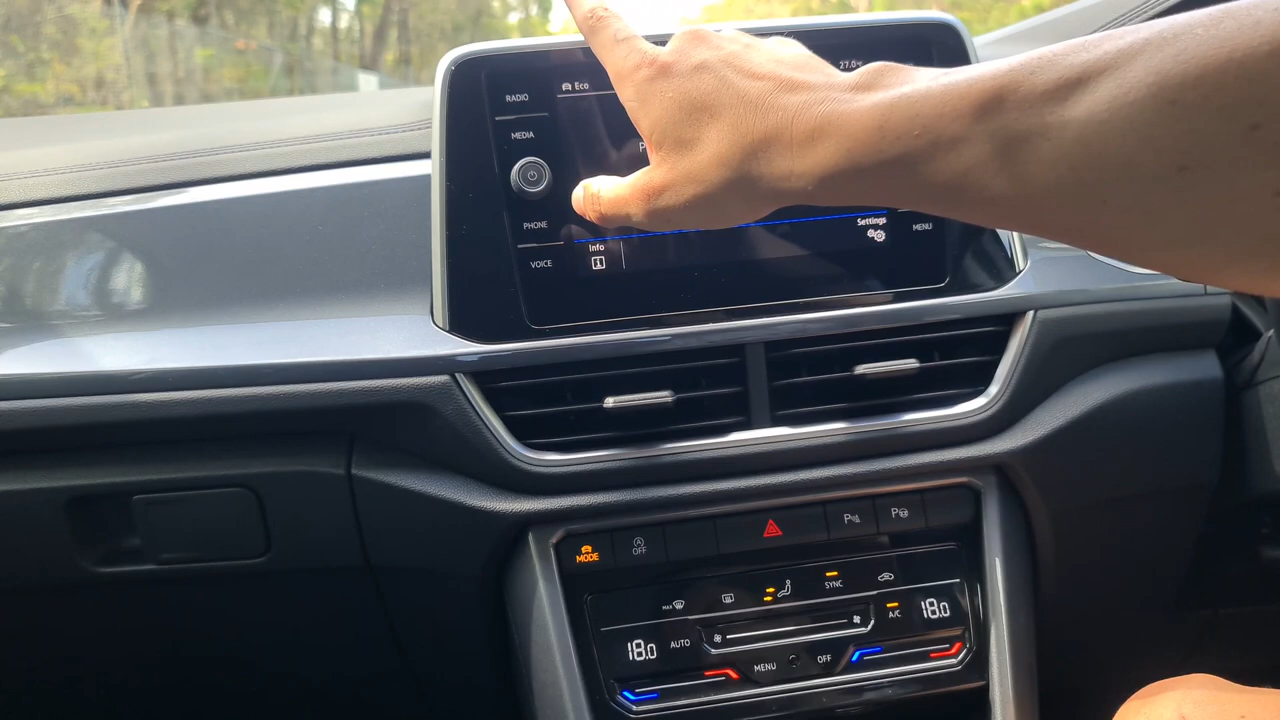 27.0°
RADIO
Eco
MEDIA
PHONE
Settings
MENU
Info
VOICE
MODE
OFF
MAX
SYNC
A/C
18.0
18.0
AUTO
MENU
OFF